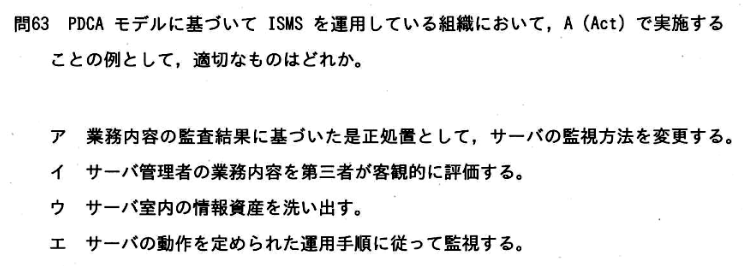 問63 PDCA モデルに基づいて ISMS を運用している組織において，A（Act）で実施する
ことの例として，適切なものはどれか。
ア 業務内容の監査結果に基づいた是正処置として，サーバの監視方法を変更する。
イ サーバ管理者の業務内容を第三者が客観的に評価する。
ウ サーバ室内の情報資産を洗い出す。
エ サーバの動作を定められた運用手順に従って監視する。